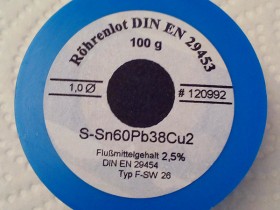 Röhrenlot DIN EN 29453
100 g
1,0 Ø
# 120992
S-Sn60Pb38Cu2
Flußmittelgehalt 2,5%
DIN EN 29454
Typ F-SW 26